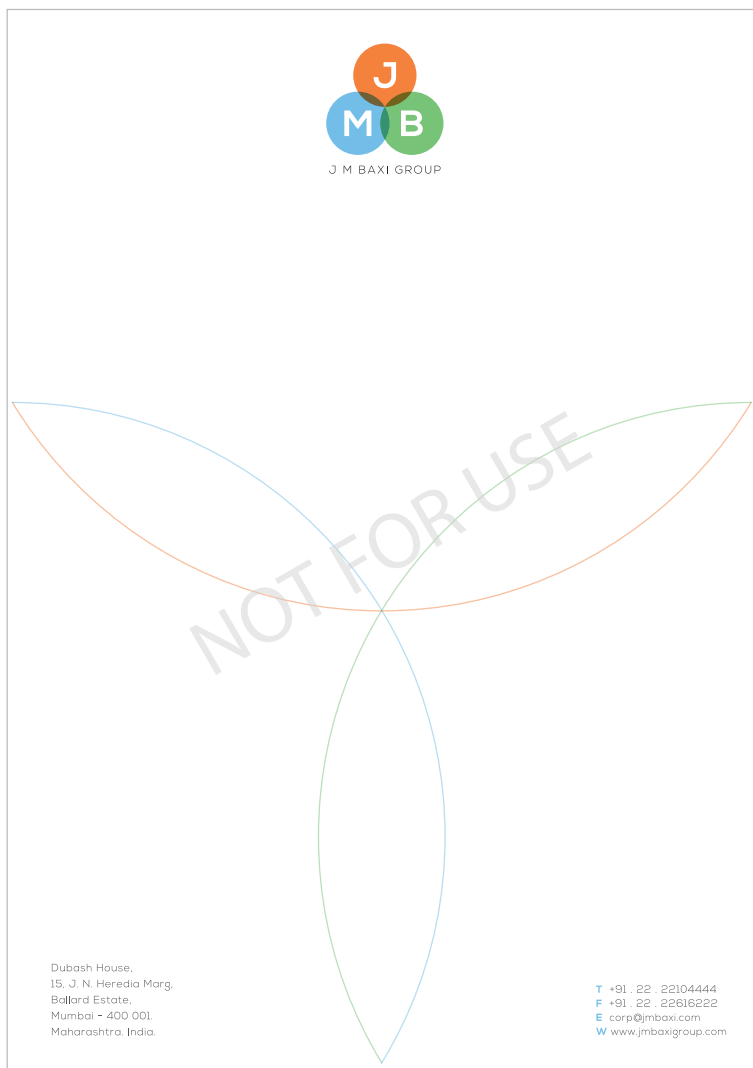 J
M B
J M BAXI GROUP
NOT FOR USE
Dubash House,
15, J. N. Heredia Marg,
Ballard Estate,
Mumbai - 400 001.
Maharashtra. India.
T +91 . 22 . 22104444
F +91 . 22 . 22616222
E corp@jmbaxi.com
W www.jmbaxigroup.com